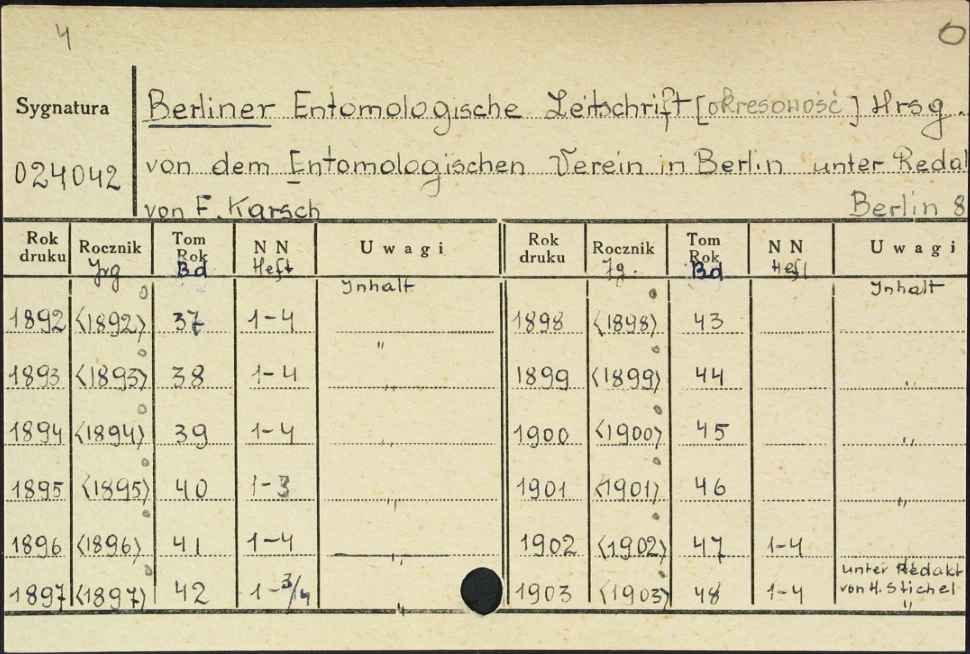 4 0
Sygnatura
024042
Berliner Entomologische Zeitschrift [okresowość] Hrsg.
von dem Entomologischen Verein in Berlin unter Redak
von F. Karsch Berlin 8
Rok druku Rocznik Tom Rok N N Uwagi Rok druku Rocznik Tom Rok N N Uwagi
Jrg Bd Heft Jg. Bd Heft
Inhalt Inhalt
1892 <1892> 37 1-4 " 1898 <1898> 43
1893 <1893> 38 1-4 " 1899 <1899> 44 "
1894 <1894> 39 1-4 " 1900 <1900> 45 "
1895 <1895> 40 1-3 " 1901 <1901> 46 "
1896 <1896> 41 1-4 " 1902 <1902> 47 1-4
unter Redakt
1897 <1897> 42 1-3/4 " 1903 <1903> 48 1-4 von H. Stichel "